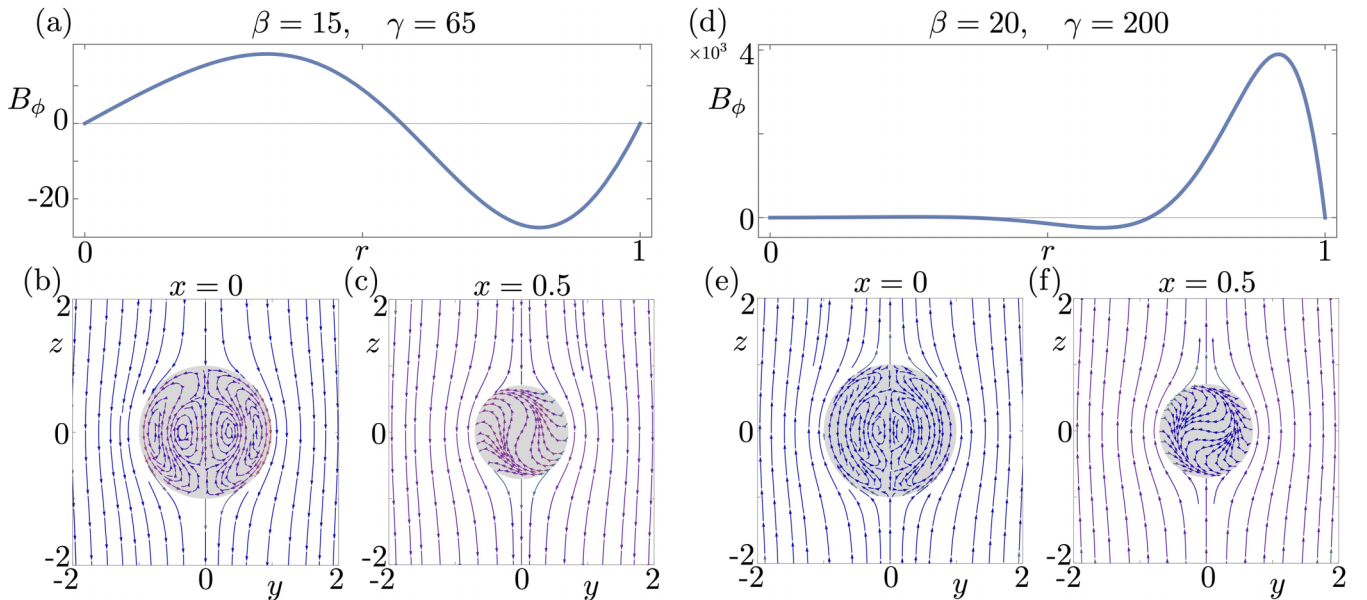 (a) β = 15, γ = 65
B_ϕ
0
-20
0 r 1
(b) x = 0
2
z
0
-2
-2 0 y 2
(c) x = 0.5
2
z
0
-2
-2 0 y 2
(d) β = 20, γ = 200
×10³
4
B_ϕ
0
0 r 1
(e) x = 0
2
z
0
-2
-2 0 y 2
(f) x = 0.5
2
z
0
-2
-2 0 y 2